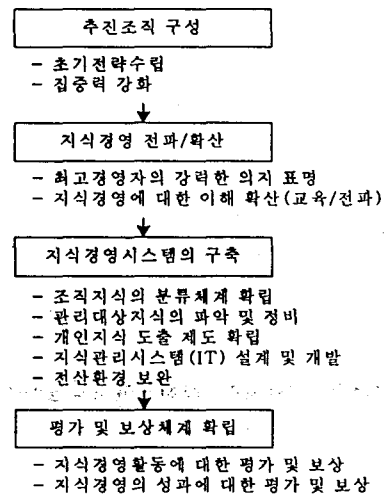 추진조직 구성
- 초기전략수립
- 집중력 강화
지식경영 전파/확산
- 최고경영자의 강력한 의지 표명
- 지식경영에 대한 이해 확산(교육/전파)
지식경영시스템의 구축
- 조직지식의 분류체계 확립
- 관리대상지식의 파악 및 정비
- 개인지식 도출 제도 확립
- 지식관리시스템(IT) 설계 및 개발
- 전산환경 보완
평가 및 보상체계 확립
- 지식경영활동에 대한 평가 및 보상
- 지식경영의 성과에 대한 평가 및 보상